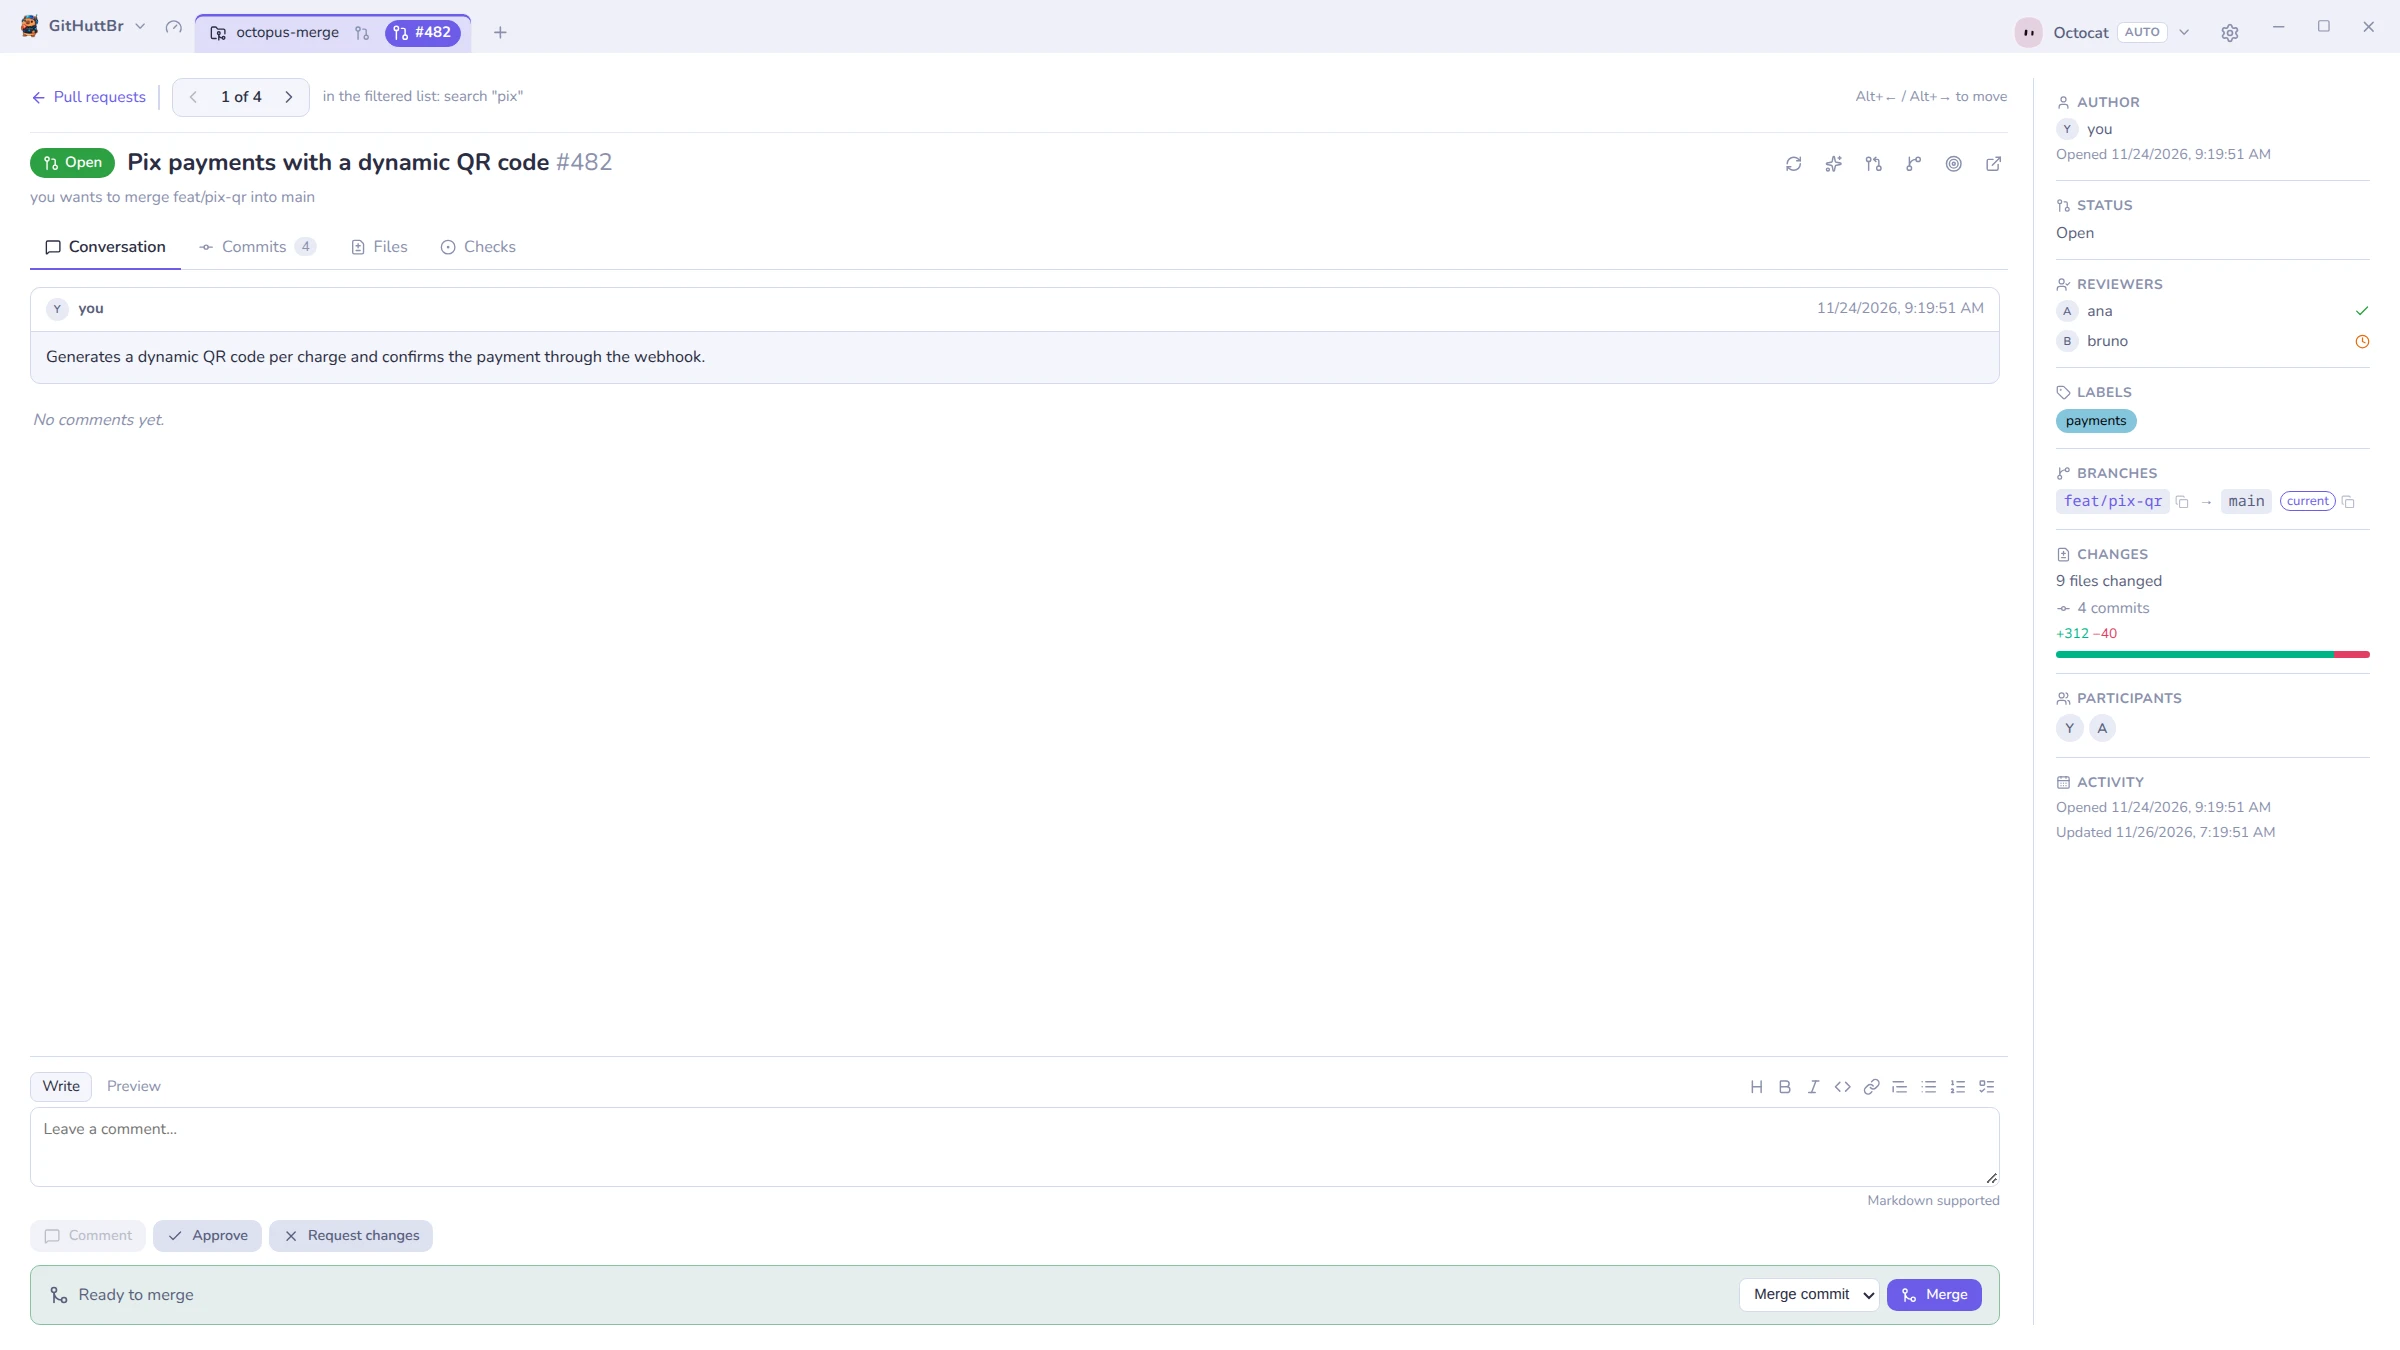 GitHuttBr
octopus-merge
#482
Octocat
AUTO
Pull requests
1 of 4
in the filtered list: search "pix"
Alt+← / Alt+→ to move
Open
Pix payments with a dynamic QR code #482
you wants to merge feat/pix-qr into main
Conversation
Commits 4
Files
Checks
Y you
11/24/2026, 9:19:51 AM
Generates a dynamic QR code per charge and confirms the payment through the webhook.
No comments yet.
Write
Preview
Leave a comment...
Markdown supported
Comment
Approve
Request changes
Ready to merge
Merge commit
Merge
AUTHOR
Y you
Opened 11/24/2026, 9:19:51 AM
STATUS
Open
REVIEWERS
A ana
B bruno
LABELS
payments
BRANCHES
feat/pix-qr → main current
CHANGES
9 files changed
4 commits
+312 −40
PARTICIPANTS
Y A
ACTIVITY
Opened 11/24/2026, 9:19:51 AM
Updated 11/26/2026, 7:19:51 AM